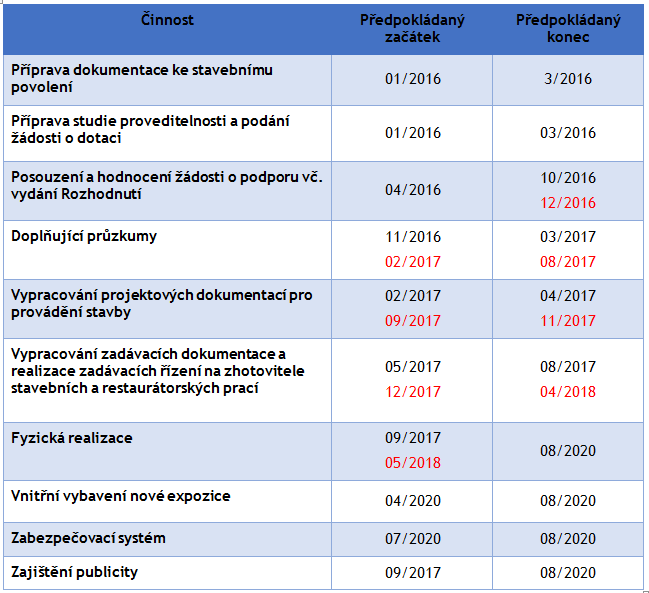 Činnost
Předpokládaný začátek
Předpokládaný konec
Příprava dokumentace ke stavebnímu
povolení
01/2016
3/2016
Příprava studie proveditelnosti a podání
žádosti o dotaci
01/2016
03/2016
Posouzení a hodnocení žádosti o podporu vč.
vydání Rozhodnutí
04/2016
10/2016
12/2016
Doplňující průzkumy
11/2016
02/2017
03/2017
08/2017
Vypracování projektových dokumentací pro
provádění stavby
02/2017
09/2017
04/2017
11/2017
Vypracování zadávacích dokumentace a
realizace zadávacích řízení na zhotovitele
stavebních a restaurátorských prací
05/2017
12/2017
08/2017
04/2018
Fyzická realizace
09/2017
05/2018
08/2020
Vnitřní vybavení nové expozice
04/2020
08/2020
Zabezpečovací systém
07/2020
08/2020
Zajištění publicity
09/2017
08/2020